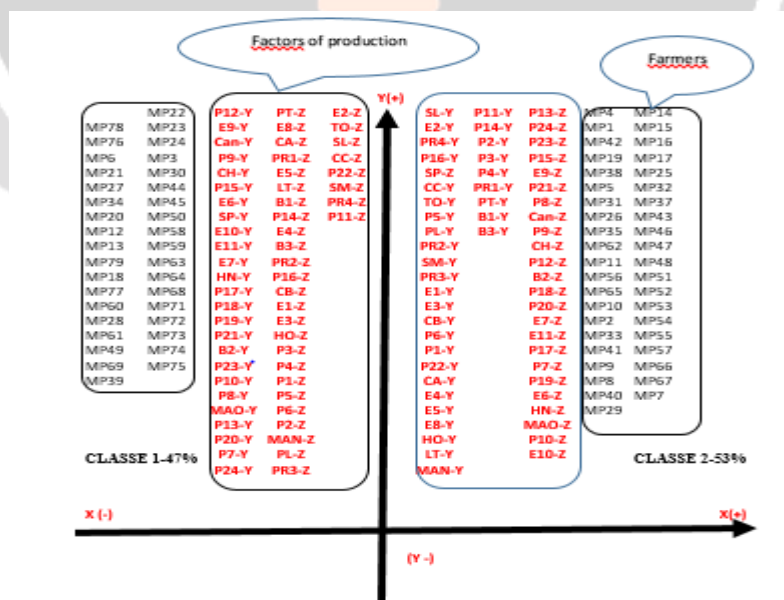 Factors of production
Farmers
Y(+)
MP22
MP78 MP23
MP76 MP24
MP6 MP3
MP21 MP30
MP27 MP44
MP34 MP45
MP20 MP50
MP12 MP58
MP13 MP59
MP79 MP63
MP18 MP64
MP77 MP68
MP60 MP71
MP28 MP72
MP61 MP73
MP49 MP74
MP69 MP75
MP39
P12-Y PT-Z E2-Z
E9-Y E8-Z TO-Z
Can-Y CA-Z SL-Z
P9-Y PR1-Z CC-Z
CH-Y E5-Z P22-Z
P15-Y LT-Z SM-Z
E6-Y B1-Z PR4-Z
SP-Y P14-Z P11-Z
E10-Y E4-Z
E11-Y B3-Z
E7-Y PR2-Z
HN-Y P16-Z
P17-Y CB-Z
P18-Y E1-Z
P19-Y E3-Z
P21-Y HO-Z
B2-Y P3-Z
P23-Y P4-Z
P10-Y P1-Z
P8-Y P5-Z
MAO-Y P6-Z
P13-Y P2-Z
P20-Y MAN-Z
P7-Y PL-Z
P24-Y PR3-Z
SL-Y P11-Y P13-Z
E2-Y P14-Y P24-Z
PR4-Y P2-Y P23-Z
P16-Y P3-Y P15-Z
SP-Z P4-Y E9-Z
CC-Y PR1-Y P21-Z
TO-Y PT-Y P8-Z
P5-Y B1-Y Can-Z
PL-Y B3-Y P9-Z
PR2-Y CH-Z
SM-Y P12-Z
PR3-Y B2-Z
E1-Y P18-Z
E3-Y P20-Z
CB-Y E7-Z
P6-Y E11-Z
P1-Y P17-Z
P22-Y P7-Z
CA-Y P19-Z
E4-Y E6-Z
E5-Y HN-Z
E8-Y MAO-Z
HO-Y P10-Z
LT-Y E10-Z
MAN-Y
MP4 MP14
MP1 MP15
MP42 MP16
MP19 MP17
MP38 MP25
MP5 MP32
MP31 MP37
MP26 MP43
MP35 MP46
MP62 MP47
MP11 MP48
MP56 MP51
MP65 MP52
MP10 MP53
MP2 MP54
MP33 MP55
MP41 MP57
MP9 MP66
MP8 MP67
MP40 MP7
MP29
CLASSE 1-47%
CLASSE 2-53%
X (-)
X(+)
(Y -)